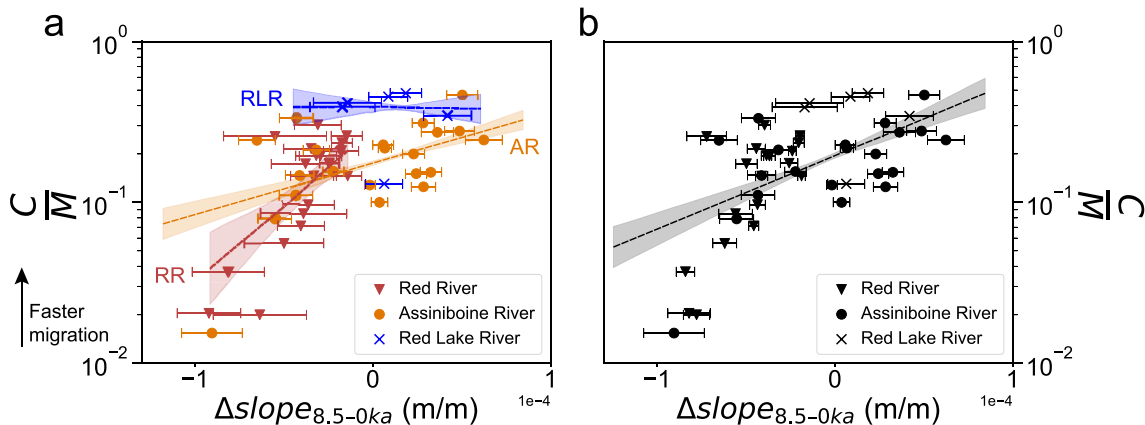 a
b
10⁰
10⁻¹
10⁻²
C
M
Faster
migration
RLR
AR
RR
Red River
Assiniboine River
Red Lake River
-1
0
1
1e-4
Δslope8.5-0ka (m/m)
Red River
Assiniboine River
Red Lake River
-1
0
1
1e-4
Δslope8.5-0ka (m/m)
10⁰
10⁻¹
10⁻²
C
M